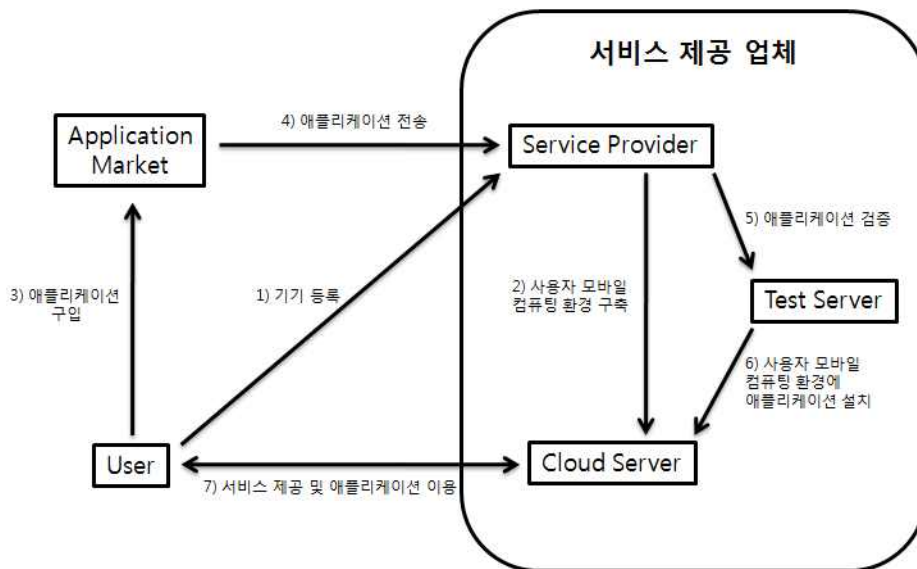 서비스 제공 업체
4) 애플리케이션 전송
Application
Market
Service Provider
5) 애플리케이션 검증
3) 애플리케이션
구입
1) 기기 등록
2) 사용자 모바일
컴퓨팅 환경 구축
Test Server
6) 사용자 모바일
컴퓨팅 환경에
애플리케이션 설치
User
Cloud Server
7) 서비스 제공 및 애플리케이션 이용